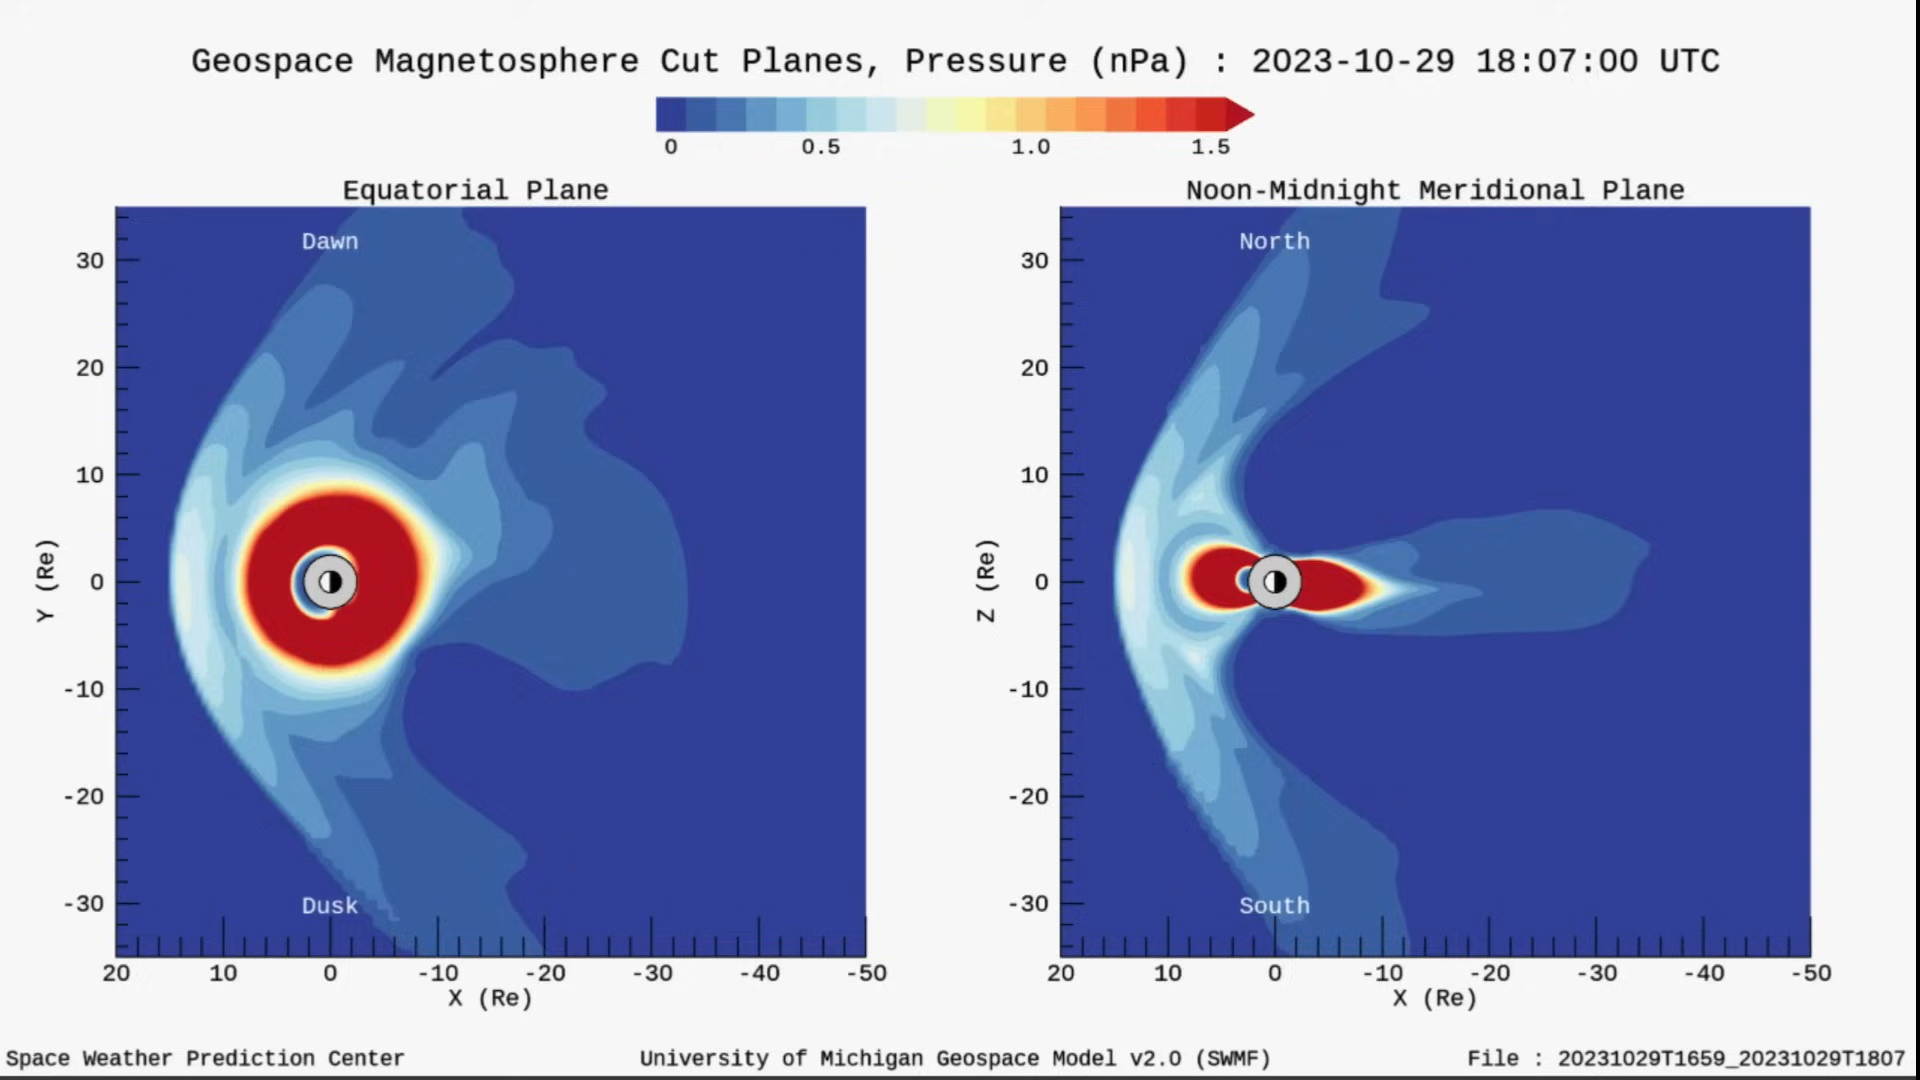 Geospace Magnetosphere Cut Planes, Pressure (nPa) : 2023-10-29 18:07:00 UTC
0 0.5 1.0 1.5
Equatorial Plane
Dawn
30
20
10
0
-10
-20
-30
Y (Re)
Dusk
20 10 0 -10 -20 -30 -40 -50
X (Re)
Noon-Midnight Meridional Plane
North
30
20
10
0
-10
-20
-30
Z (Re)
South
20 10 0 -10 -20 -30 -40 -50
X (Re)
Space Weather Prediction Center
University of Michigan Geospace Model v2.0 (SWMF)
File : 20231029T1659_20231029T1807